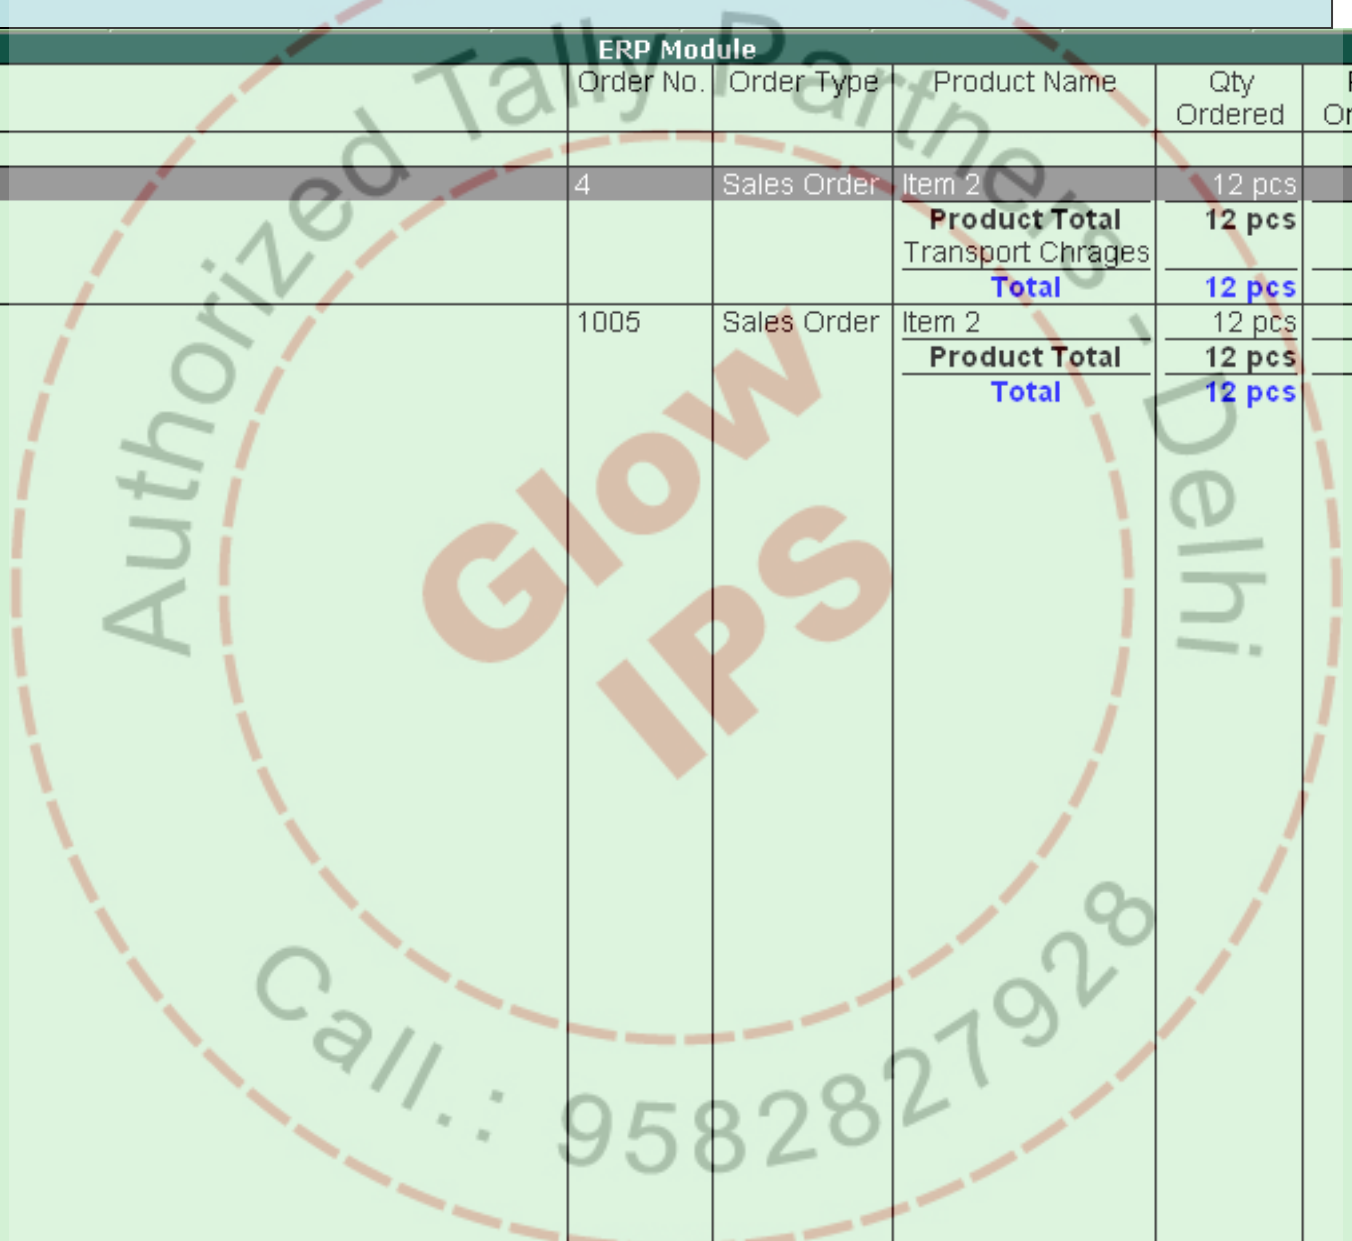 ERP Module
Order No. Order Type Product Name Qty Ordered
4 Sales Order Item 2 12 pcs
Product Total 12 pcs
Transport Chrages
Total 12 pcs
1005 Sales Order Item 2 12 pcs
Product Total 12 pcs
Total 12 pcs
Authorized Tally Partners - Delhi
Glow
IPS
Call.: 9582827928